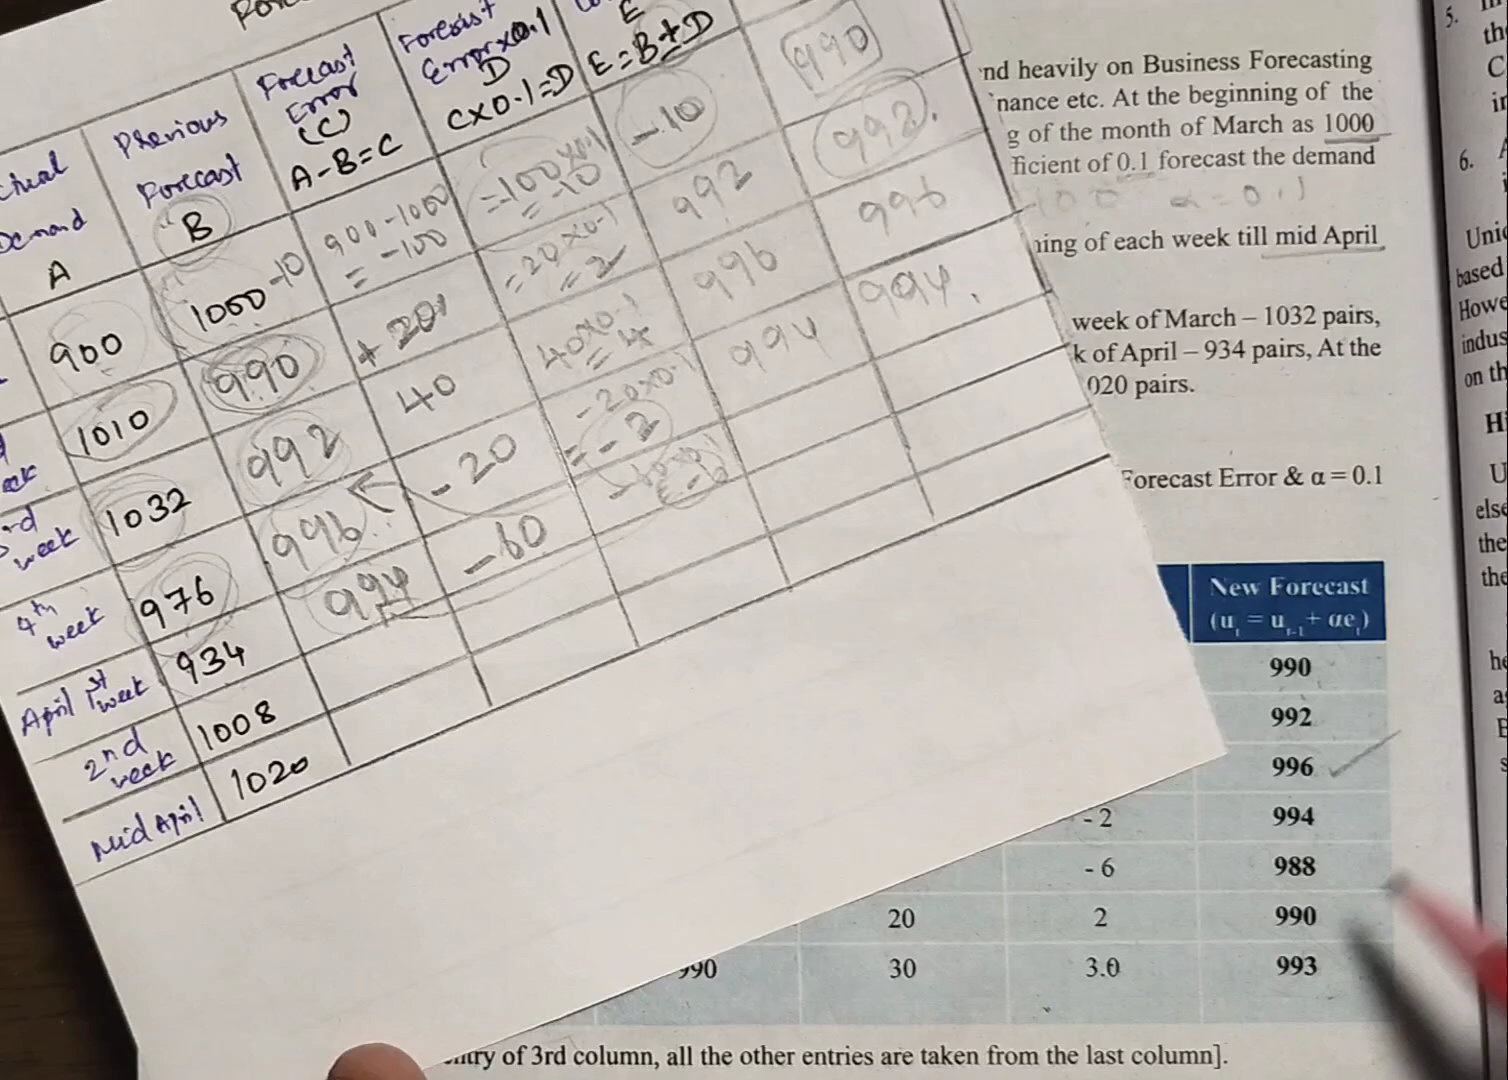 Actual
Demand
A
Previous
Forecast
B
Forecast
Error
(C)
A-B=C
Forecast
Error x 0.1
D
C x 0.1 = D
E
E = B ± D
900
1000 -10
900-1000
= -100
= -100 x 0.1
= -10
-10
990
1010
990
+ 20
= 20 x 0.1
= 2
992
992.
week
1032
992
40
40 x 0.1
= 4
996
996
4th
week
976
996
- 20
- 20 x 0.1
= - 2
994
994.
April 1st
week
934
994
- 60
2nd
week
1008
Mid April
1020
heavily on Business Forecasting
etc. At the beginning of the
of the month of March as 1000
of 0.1 forecast the demand
α = 0.1
of each week till mid April
week of March – 1032 pairs,
of April – 934 pairs, At the
pairs.
Forecast Error & α = 0.1
New Forecast
(uₜ = uₜ₋₁ + αeₜ)
990
992
996
- 2 994
- 6 988
20 2 990
990 30 3.0 993
of 3rd column, all the other entries are taken from the last column].
5.
6.